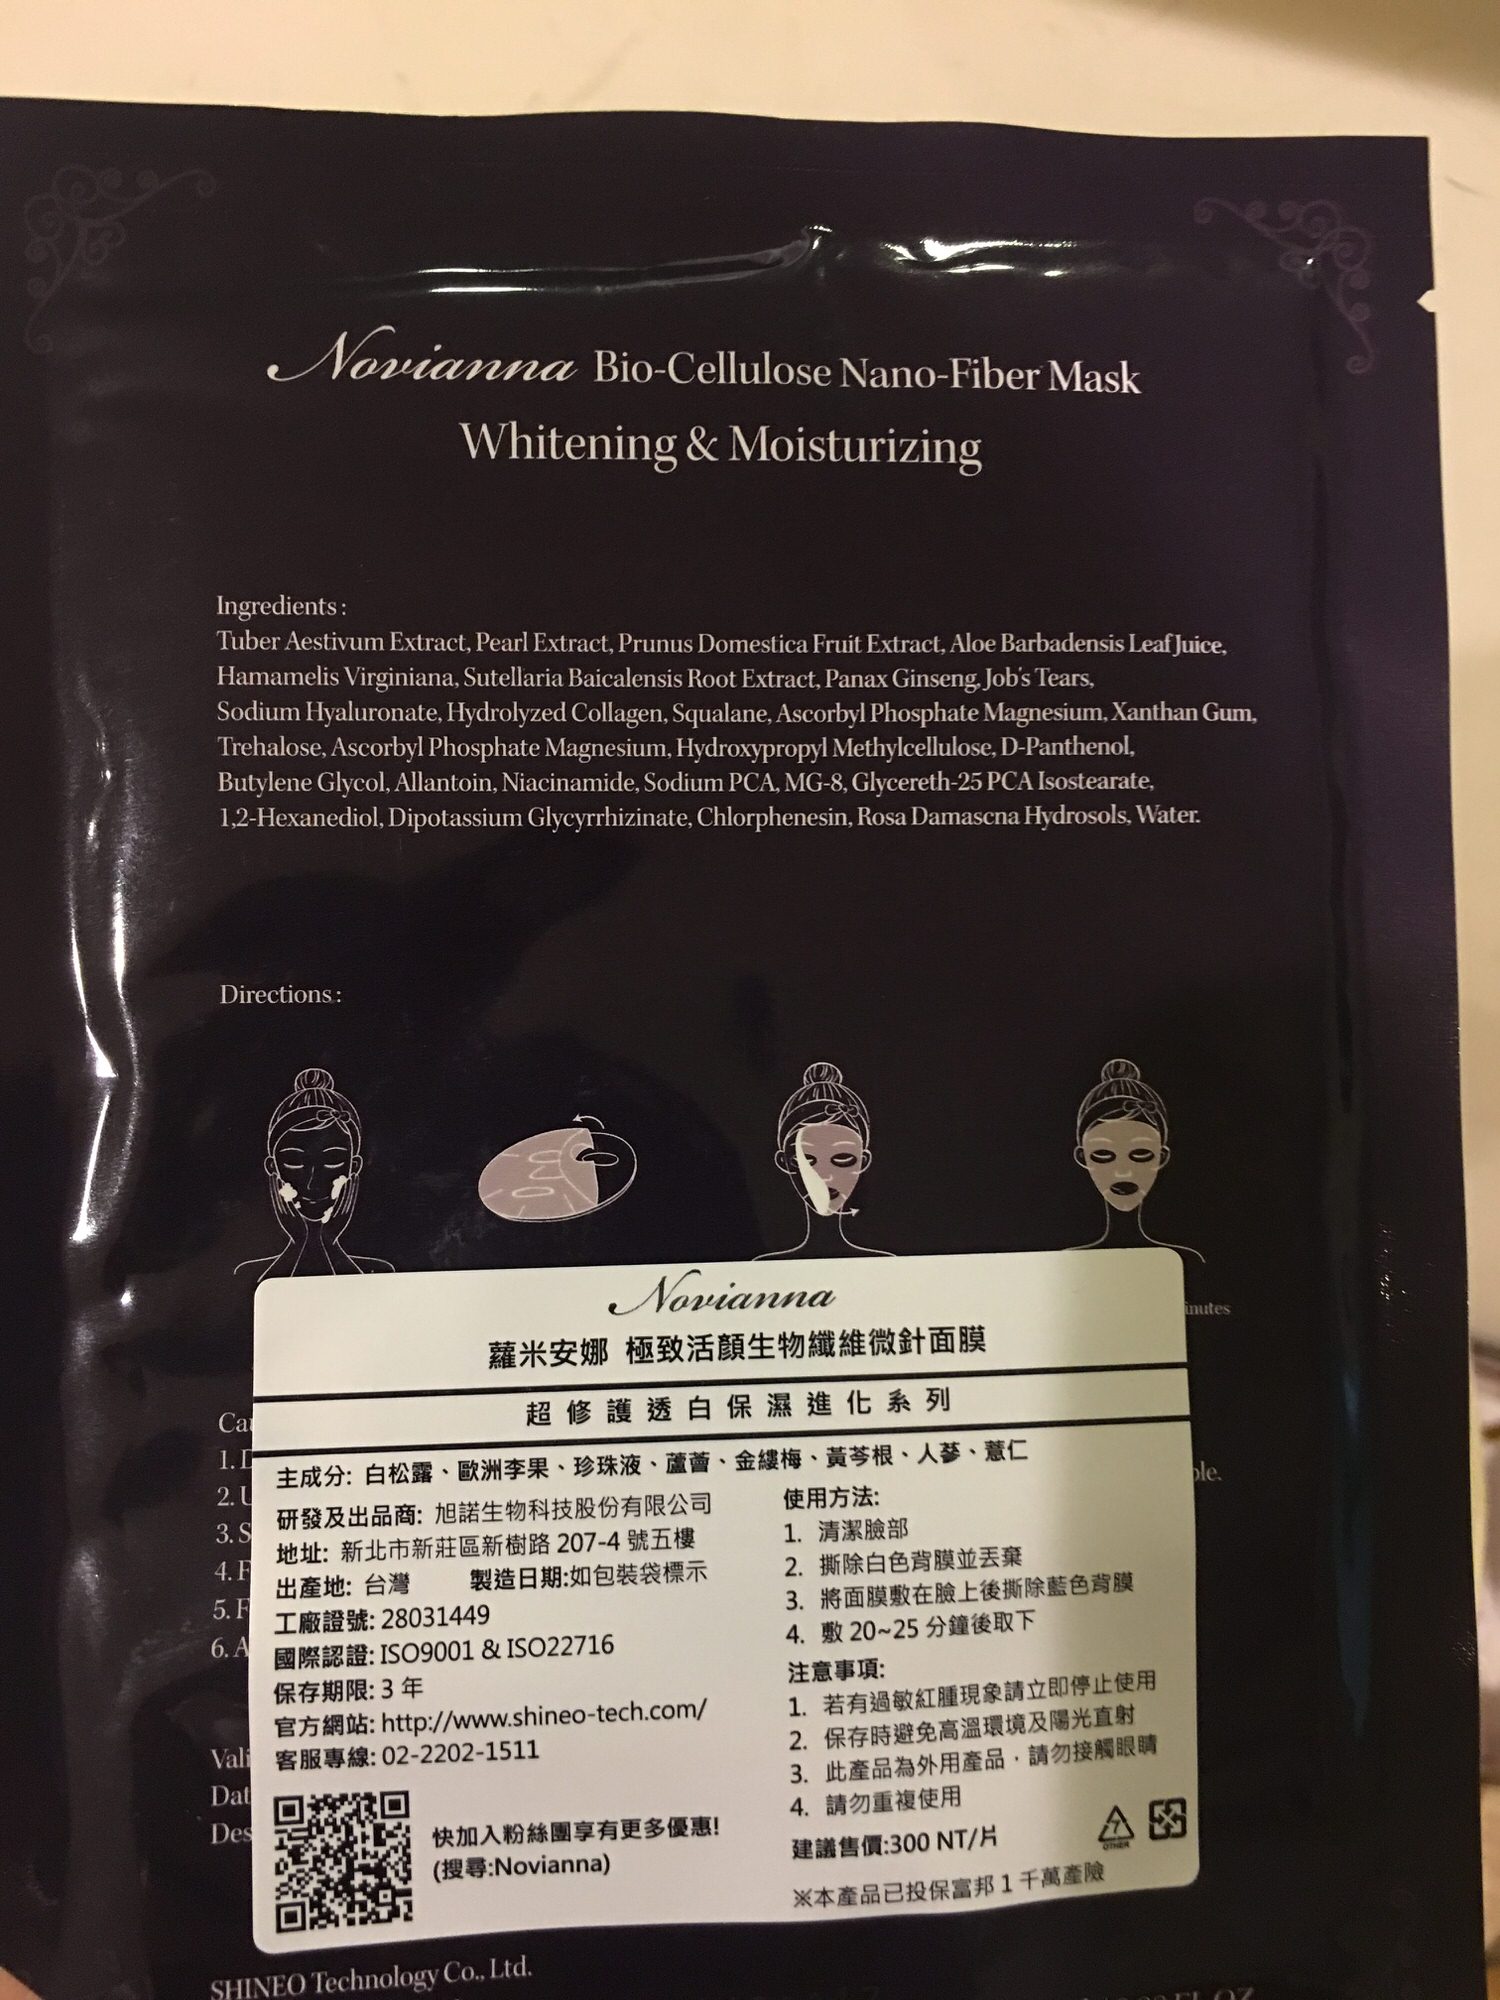 Novianna Bio-Cellulose Nano-Fiber Mask
Whitening & Moisturizing
Ingredients :
Tuber Aestivum Extract, Pearl Extract, Prunus Domestica Fruit Extract, Aloe Barbadensis Leaf Juice,
Hamamelis Virginiana, Sutellaria Baicalensis Root Extract, Panax Ginseng, Job's Tears,
Sodium Hyaluronate, Hydrolyzed Collagen, Squalane, Ascorbyl Phosphate Magnesium, Xanthan Gum,
Trehalose, Ascorbyl Phosphate Magnesium, Hydroxypropyl Methylcellulose, D-Panthenol,
Butylene Glycol, Allantoin, Niacinamide, Sodium PCA, MG-8, Glycereth-25 PCA Isostearate,
1,2-Hexanediol, Dipotassium Glycyrrhizinate, Chlorphenesin, Rosa Damascna Hydrosols, Water.
Directions :
Novianna
蘿米安娜 極致活顏生物纖維微針面膜
超修護透白保濕進化系列
主成分: 白松露、歐洲李果、珍珠液、蘆薈、金縷梅、黃芩根、人蔘、薏仁
研發及出品商: 旭諾生物科技股份有限公司
地址: 新北市新莊區新樹路 207-4 號五樓
出產地: 台灣 製造日期:如包裝袋標示
工廠證號: 28031449
國際認證: ISO9001 & ISO22716
保存期限: 3 年
官方網站: http://www.shineo-tech.com/
客服專線: 02-2202-1511
快加入粉絲團享有更多優惠!
(搜尋:Novianna)
使用方法:
1. 清潔臉部
2. 撕除白色背膜並丟棄
3. 將面膜敷在臉上後撕除藍色背膜
4. 敷 20~25 分鐘後取下
注意事項:
1. 若有過敏紅腫現象請立即停止使用
2. 保存時避免高溫環境及陽光直射
3. 此產品為外用產品，請勿接觸眼睛
4. 請勿重複使用
建議售價:300 NT/片
7
OTHER
※本產品已投保富邦 1 千萬產險
SHINEO Technology Co., Ltd.